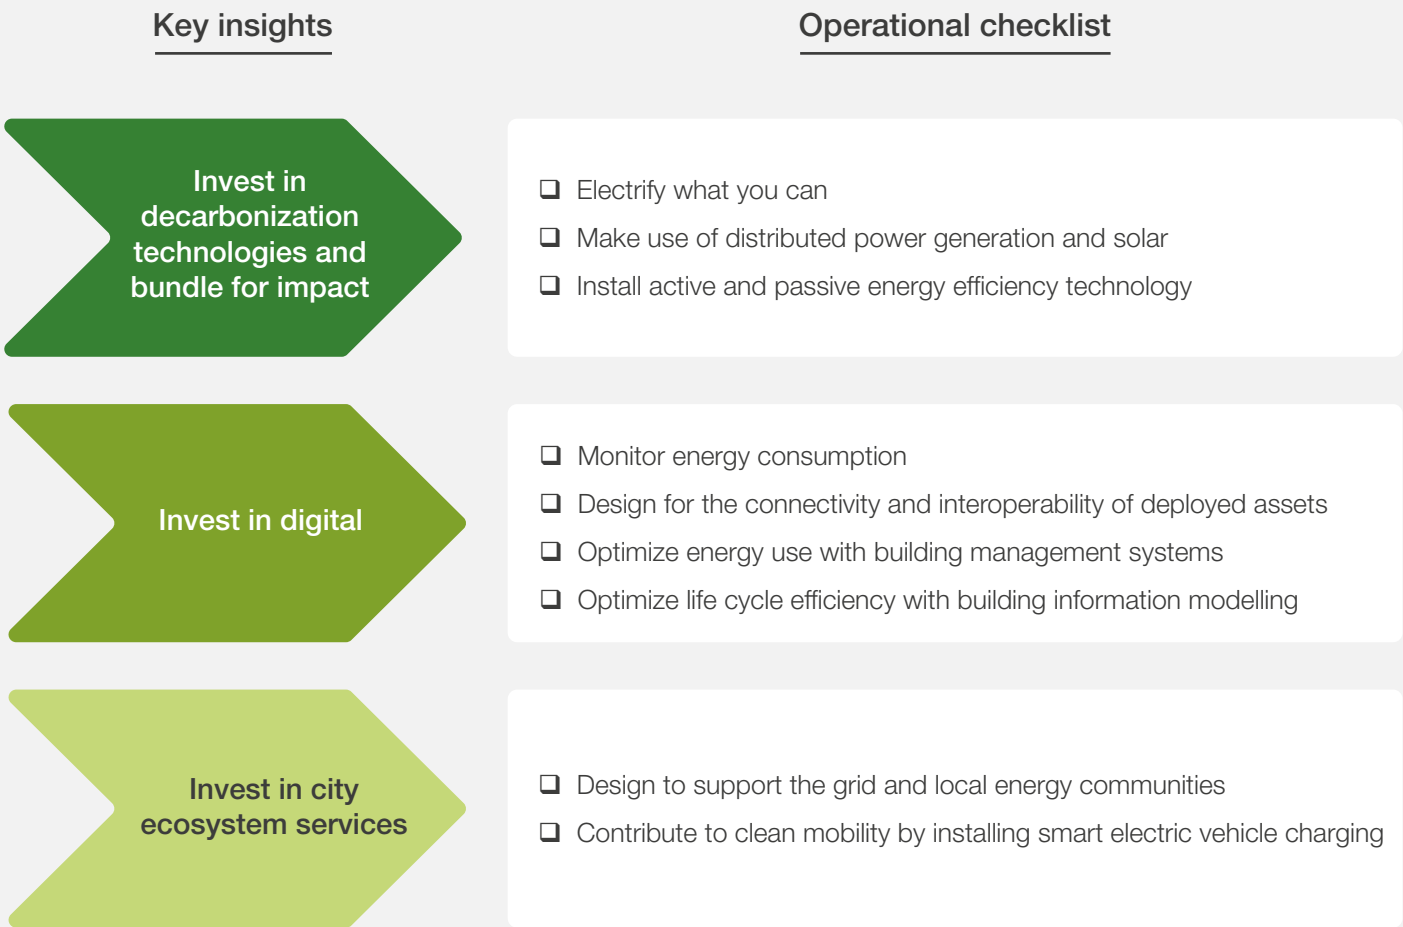 Key insights
Operational checklist
Invest in
decarbonization
technologies and
bundle for impact
❑ Electrify what you can
❑ Make use of distributed power generation and solar
❑ Install active and passive energy efficiency technology
Invest in digital
❑ Monitor energy consumption
❑ Design for the connectivity and interoperability of deployed assets
❑ Optimize energy use with building management systems
❑ Optimize life cycle efficiency with building information modelling
Invest in city
ecosystem services
❑ Design to support the grid and local energy communities
❑ Contribute to clean mobility by installing smart electric vehicle charging